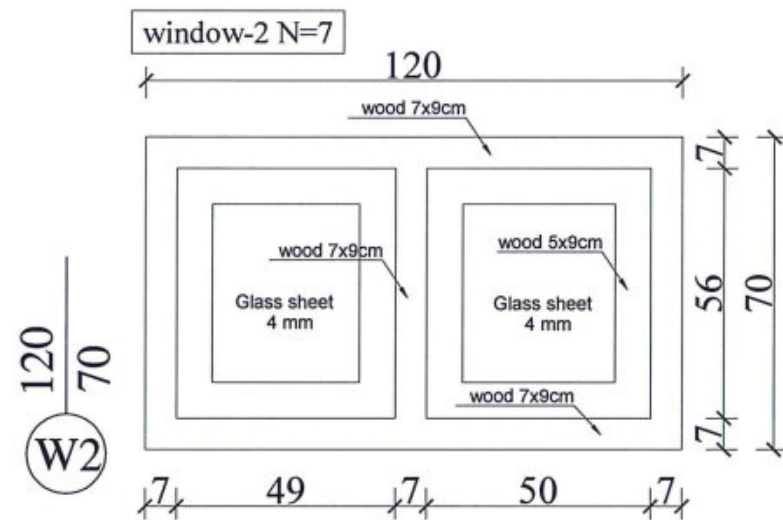 window-2 N=7
120
wood 7x9cm
7
wood 7x9cm
wood 5x9cm
Glass sheet
4 mm
Glass sheet
4 mm
56
70
120
70
wood 7x9cm
W2
7
7
49
7
50
7